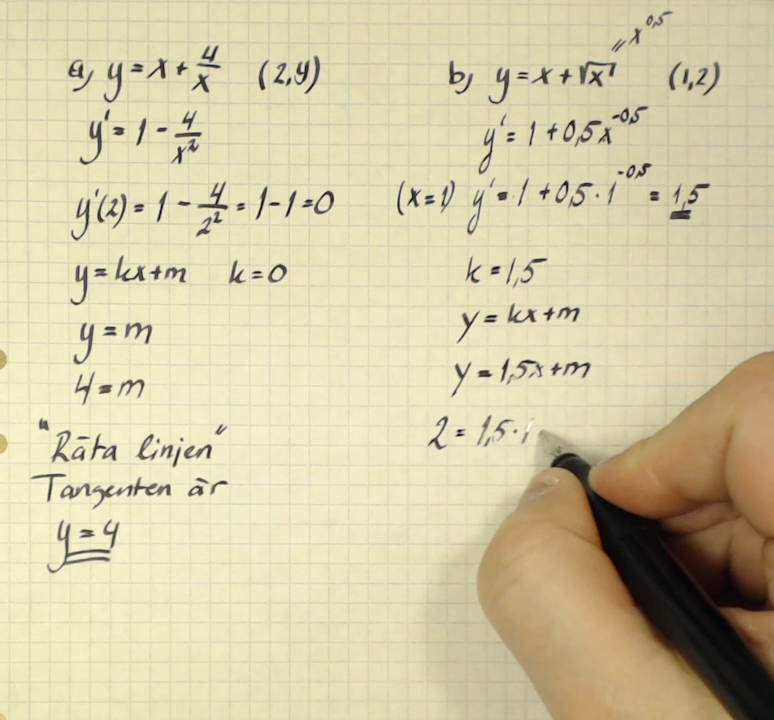 a) y = x + 4/x (2,4)
y' = 1 - 4/x²
y'(2) = 1 - 4/2² = 1-1=0
y = kx+m k=0
y = m
4 = m
"Räta linjen"
Tangenten är
y = 4
= x^0,5
b) y = x + √x (1,2)
y' = 1 + 0,5x^-0,5
(x=1) y' = 1 + 0,5 · 1^-0,5 = 1,5
k = 1,5
y = kx+m
y = 1,5x+m
2 = 1,5 · 1